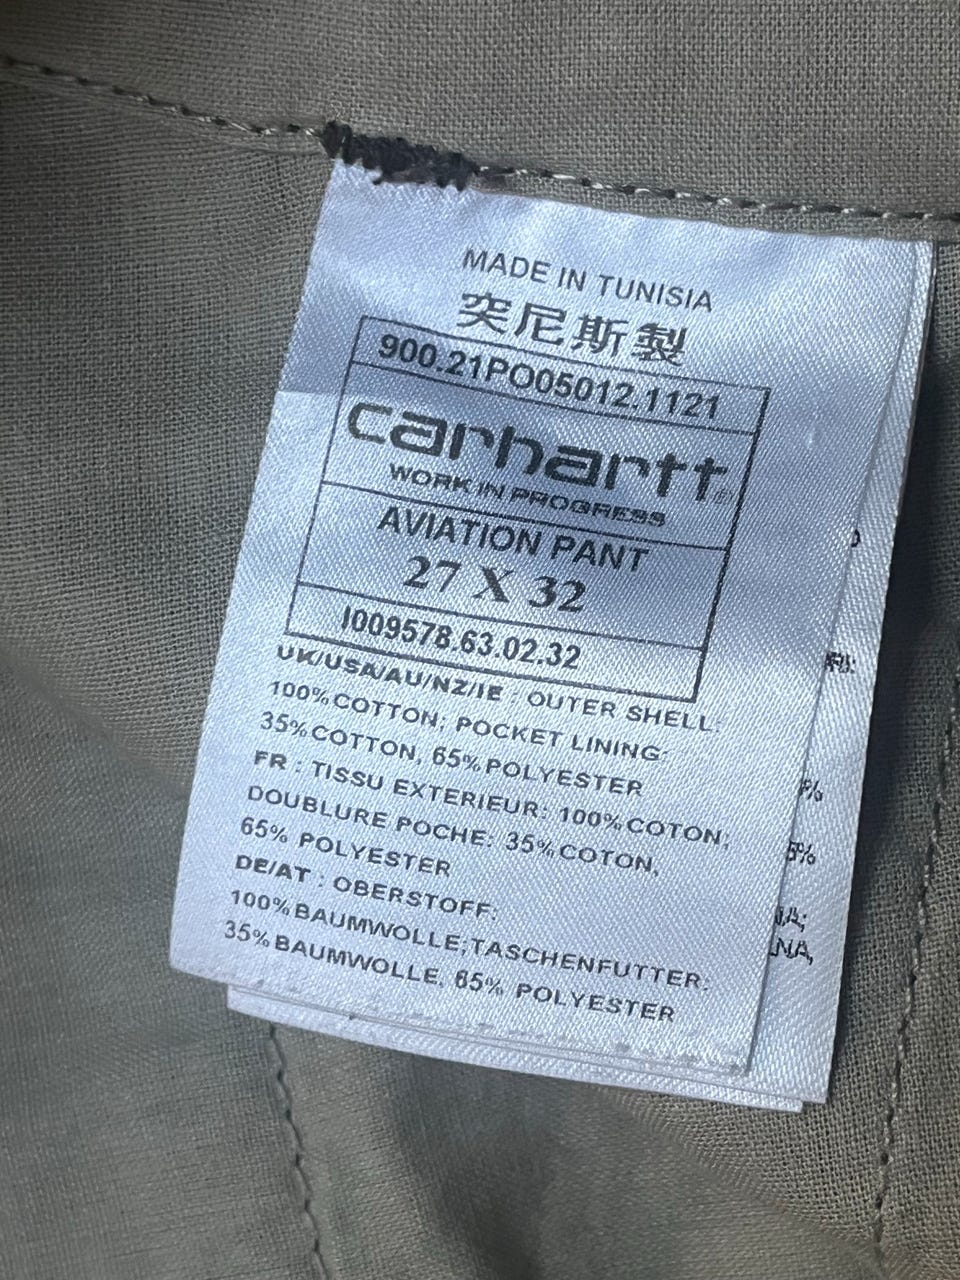 MADE IN TUNISIA
突尼斯製
900.21PO05012.1121
carhartt®
WORK IN PROGRESS
AVIATION PANT
27 X 32
I009578.63.02.32
UK/USA/AU/NZ/IE : OUTER SHELL:
100%COTTON; POCKET LINING:
35%COTTON, 65%POLYESTER
FR : TISSU EXTERIEUR: 100%COTON;
DOUBLURE POCHE: 35%COTON,
65% POLYESTER
DE/AT : OBERSTOFF:
100%BAUMWOLLE;TASCHENFUTTER:
35%BAUMWOLLE, 65% POLYESTER